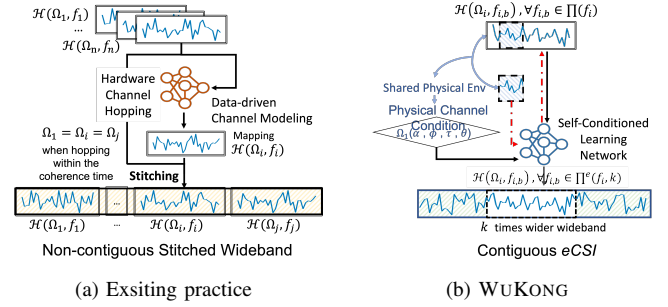 ℋ(Ω₁, f₁)
...
ℋ(Ωₙ, fₙ)
Hardware
Channel
Hopping
Data-driven
Channel Modeling
Ω₁ = Ωᵢ = Ωⱼ
when hopping
within the
coherence time
Mapping
ℋ(Ωᵢ, fᵢ)
Stitching
...
ℋ(Ω₁, f₁) ... ℋ(Ωᵢ, fᵢ) ℋ(Ωⱼ, fⱼ)
Non-contiguous Stitched Wideband
(a) Exsiting practice
ℋ(Ωᵢ, fᵢ,b) , ∀fᵢ,b ∈ ∏(fᵢ)
Shared Physical Env
Physical Channel
Condition
Ω₁(α, φ, τ, θ)
Self-Conditioned
Learning
Network
ℋ(Ωᵢ, fᵢ,b), ∀fᵢ,b ∈ ∏ᵉ(fᵢ, k)
k times wider wideband
Contiguous eCSI
(b) WUKONG